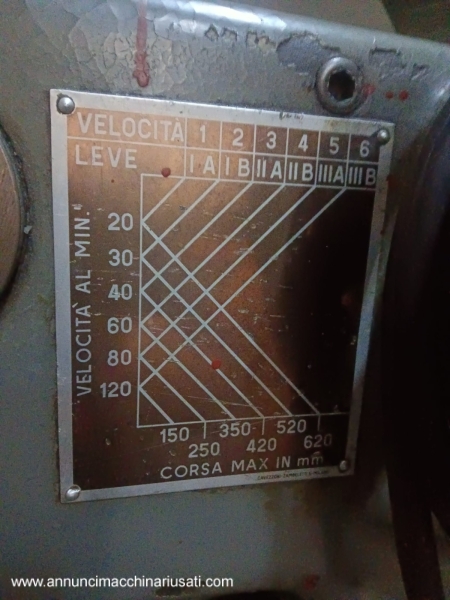 VELOCITÀ 1 2 3 4 5 6
LEVE I A I B II A II B III A III B
VELOCITÀ AL MIN.
20
30
40
60
80
120
150 350 520
250 420 620
CORSA MAX IN mm
www.annuncimacchinariusati.com